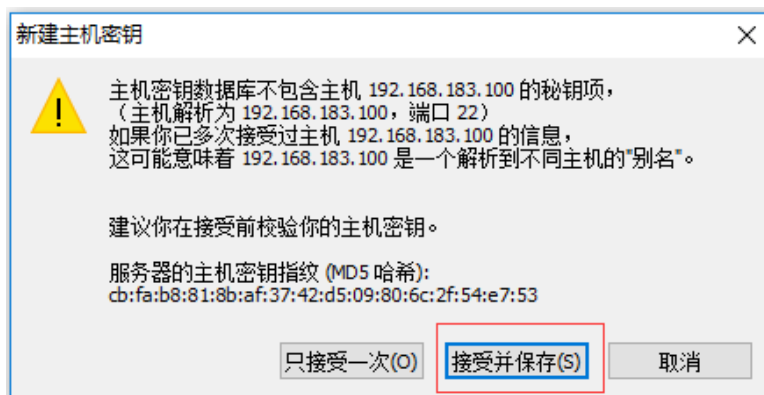 新建主机密钥
主机密钥数据库不包含主机 192.168.183.100 的秘钥项，
（主机解析为 192.168.183.100，端口 22）
如果你已多次接受过主机 192.168.183.100 的信息，
这可能意味着 192.168.183.100 是一个解析到不同主机的"别名"。
建议你在接受前校验你的主机密钥。
服务器的主机密钥指纹 (MD5 哈希):
cb:fa:b8:81:8b:af:37:42:d5:09:80:6c:2f:54:e7:53
只接受一次(O) 接受并保存(S) 取消